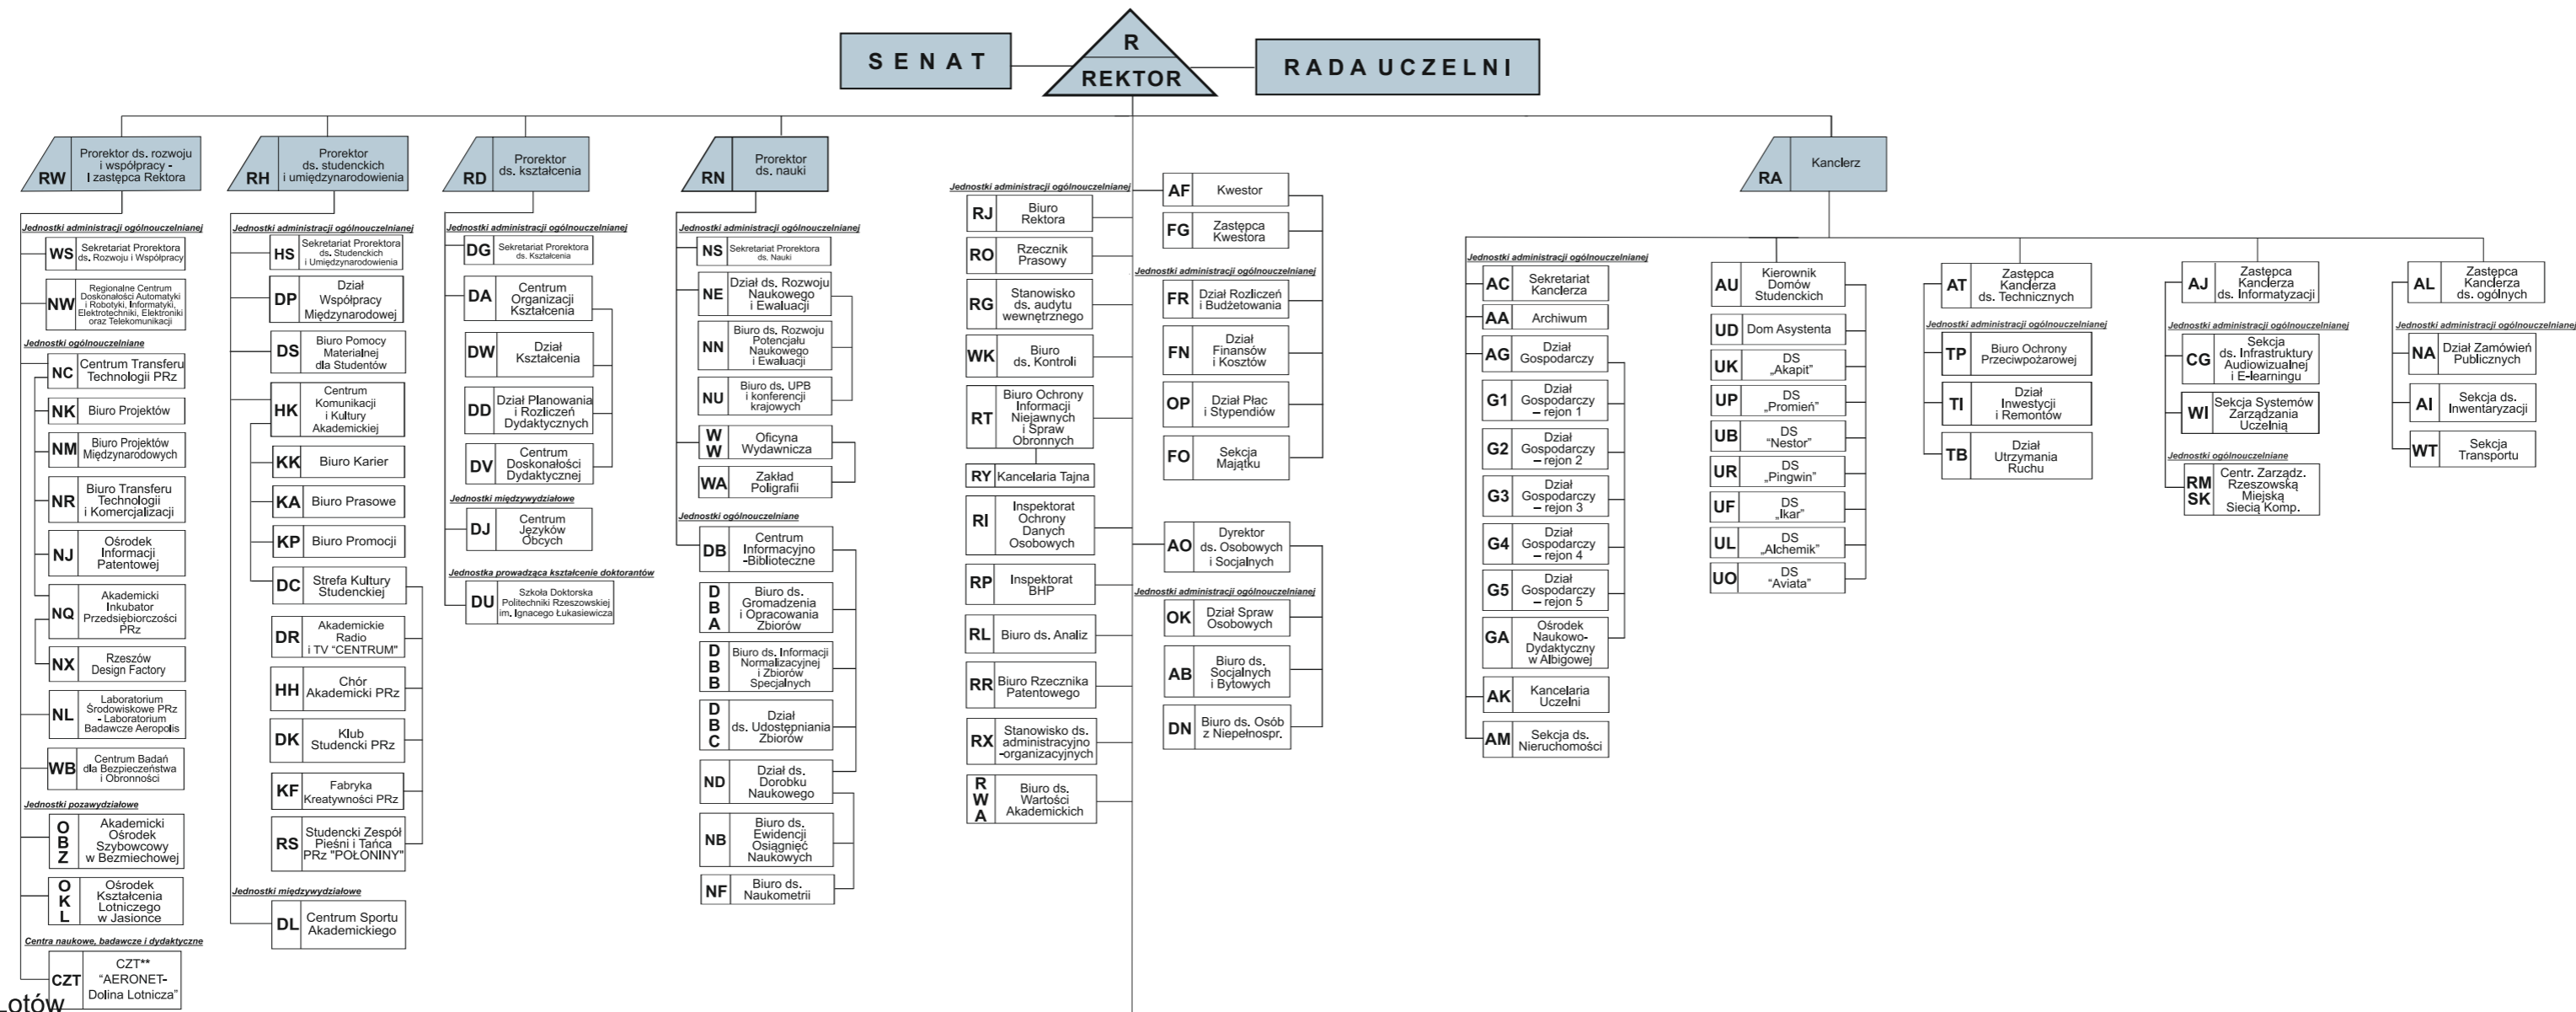 S E N A T
R
REKTOR
RADA UCZELNI
RW
Prorektor ds. rozwoju
i współpracy -
I zastępca Rektora
Jednostki administracji ogólnouczelnianej
WS
Sekretariat Prorektora
ds. Rozwoju i Współpracy
NW
Regionalne Centrum
Doskonałości Automatyki
i Robotyki, Informatyki,
Elektrotechniki, Elektroniki
oraz Telekomunikacji
Jednostki ogólnouczelniane
NC
Centrum Transferu
Technologii PRz
NK
Biuro Projektów
NM
Biuro Projektów
Międzynarodowych
NR
Biuro Transferu
Technologii
i Komercjalizacji
NJ
Ośrodek
Informacji
Patentowej
NQ
Akademicki
Inkubator
Przedsiębiorczości
PRz
NX
Rzeszów
Design Factory
NL
Laboratorium
Środowiskowe PRz
- Laboratorium
Badawcze Aeropolis
WB
Centrum Badań
dla Bezpieczeństwa
i Obronności
Jednostki pozawydziałowe
O
B
Z
Akademicki
Ośrodek
Szybowcowy
w Bezmiechowej
O
K
L
Ośrodek
Kształcenia
Lotniczego
w Jasionce
Centra naukowe, badawcze i dydaktyczne
CZT
CZT**
“AERONET-
Dolina Lotnicza”
Lotów
RH
Prorektor
ds. studenckich
i umiędzynarodowienia
Jednostki administracji ogólnouczelnianej
HS
Sekretariat Prorektora
ds. Studenckich
i Umiędzynarodowienia
DP
Dział
Współpracy
Międzynarodowej
DS
Biuro Pomocy
Materialnej
dla Studentów
HK
Centrum
Komunikacji
i Kultury
Akademickiej
KK
Biuro Karier
KA
Biuro Prasowe
KP
Biuro Promocji
DC
Strefa Kultury
Studenckiej
DR
Akademickie
Radio
i TV “CENTRUM”
HH
Chór
Akademicki PRz
DK
Klub
Studencki PRz
KF
Fabryka
Kreatywności PRz
RS
Studencki Zespół
Pieśni i Tańca
PRz "POŁONINY"
Jednostki międzywydziałowe
DL
Centrum Sportu
Akademickiego
RD
Prorektor
ds. kształcenia
Jednostki administracji ogólnouczelnianej
DG
Sekretariat Prorektora
ds. Kształcenia
DA
Centrum
Organizacji
Kształcenia
DW
Dział
Kształcenia
DD
Dział Planowania
i Rozliczeń
Dydaktycznych
DV
Centrum
Doskonałości
Dydaktycznej
Jednostki międzywydziałowe
DJ
Centrum
Języków
Obcych
Jednostka prowadząca kształcenie doktorantów
DU
Szkoła Doktorska
Politechniki Rzeszowskiej
im. Ignacego Łukasiewicza
RN
Prorektor
ds. nauki
Jednostki administracji ogólnouczelnianej
NS
Sekretariat Prorektora
ds. Nauki
NE
Dział ds. Rozwoju
Naukowego
i Ewaluacji
NN
Biuro ds. Rozwoju
Potencjału
Naukowego
i Ewaluacji
NU
Biuro ds. UPB
i konferencji
krajowych
W
W
Oficyna
Wydawnicza
WA
Zakład
Poligrafii
Jednostki ogólnouczelniane
DB
Centrum
Informacyjno
-Biblioteczne
D
B
A
Biuro ds.
Gromadzenia
i Opracowania
Zbiorów
D
B
B
Biuro ds. Informacji
Normalizacyjnej
i Zbiorów
Specjalnych
D
B
C
Dział
ds. Udostępniania
Zbiorów
ND
Dział ds.
Dorobku
Naukowego
NB
Biuro ds.
Ewidencji
Osiągnięć
Naukowych
NF
Biuro ds.
Naukometrii
Jednostki administracji ogólnouczelnianej
RJ
Biuro
Rektora
RO
Rzecznik
Prasowy
RG
Stanowisko
ds. audytu
wewnętrznego
WK
Biuro
ds. Kontroli
RT
Biuro Ochrony
Informacji
Niejawnych
i Spraw
Obronnych
RY
Kancelaria Tajna
RI
Inspektorat
Ochrony
Danych
Osobowych
RP
Inspektorat
BHP
RL
Biuro ds. Analiz
RR
Biuro Rzecznika
Patentowego
RX
Stanowisko ds.
administracyjno
-organizacyjnych
R
W
A
Biuro ds.
Wartości
Akademickich
AF
Kwestor
FG
Zastępca
Kwestora
Jednostki administracji ogólnouczelnianej
FR
Dział Rozliczeń
i Budżetowania
FN
Dział
Finansów
i Kosztów
OP
Dział Płac
i Stypendiów
FO
Sekcja
Majątku
AO
Dyrektor
ds. Osobowych
i Socjalnych
Jednostki administracji ogólnouczelnianej
OK
Dział Spraw
Osobowych
AB
Biuro ds.
Socjalnych
i Bytowych
DN
Biuro ds. Osób
z Niepełnospr.
RA
Kanclerz
Jednostki administracji ogólnouczelnianej
AC
Sekretariat
Kanclerza
AA
Archiwum
AG
Dział
Gospodarczy
G1
Dział
Gospodarczy
– rejon 1
G2
Dział
Gospodarczy
– rejon 2
G3
Dział
Gospodarczy
– rejon 3
G4
Dział
Gospodarczy
– rejon 4
G5
Dział
Gospodarczy
– rejon 5
GA
Ośrodek
Naukowo-
Dydaktyczny
w Albigowej
AK
Kancelaria
Uczelni
AM
Sekcja ds.
Nieruchomości
AU
Kierownik
Domów
Studenckich
UD
Dom Asystenta
UK
DS
„Akapit”
UP
DS
„Promień”
UB
DS
“Nestor”
UR
DS
„Pingwin”
UF
DS
„Ikar”
UL
DS
„Alchemik”
UO
DS
“Aviata”
AT
Zastępca
Kanclerza
ds. Technicznych
Jednostki administracji ogólnouczelnianej
TP
Biuro Ochrony
Przeciwpożarowej
TI
Dział
Inwestycji
i Remontów
TB
Dział
Utrzymania
Ruchu
AJ
Zastępca
Kanclerza
ds. Informatyzacji
Jednostki administracji ogólnouczelnianej
CG
Sekcja
ds. Infrastruktury
Audiowizualnej
i E-learningu
WI
Sekcja Systemów
Zarządzania
Uczelnią
Jednostki ogólnouczelniane
RM
SK
Centr. Zarządz.
Rzeszowską
Miejską
Siecią Komp.
AL
Zastępca
Kanclerza
ds. ogólnych
Jednostki administracji ogólnouczelnianej
NA
Dział Zamówień
Publicznych
AI
Sekcja ds.
Inwentaryzacji
WT
Sekcja
Transportu